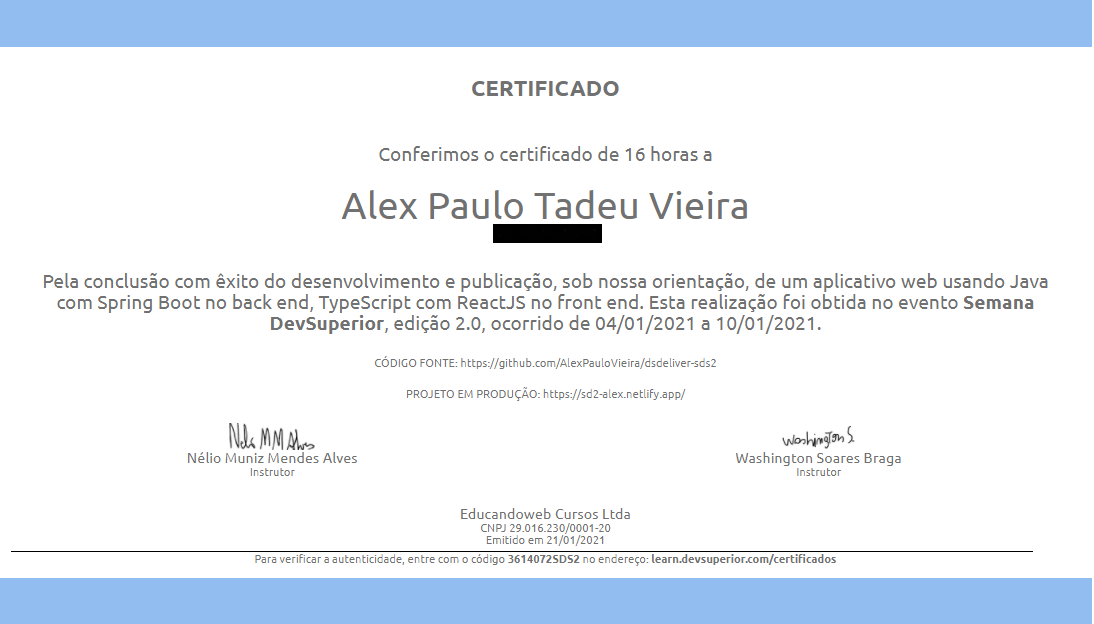 CERTIFICADO
Conferimos o certificado de 16 horas a
Alex Paulo Tadeu Vieira
Pela conclusão com êxito do desenvolvimento e publicação, sob nossa orientação, de um aplicativo web usando Java
com Spring Boot no back end, TypeScript com ReactJS no front end. Esta realização foi obtida no evento Semana
DevSuperior, edição 2.0, ocorrido de 04/01/2021 a 10/01/2021.
CÓDIGO FONTE: https://github.com/AlexPauloVieira/dsdeliver-sds2
PROJETO EM PRODUÇÃO: https://sd2-alex.netlify.app/
Nelio MM Alves
Washington S
Nélio Muniz Mendes Alves
Washington Soares Braga
Instrutor
Instrutor
Educandoweb Cursos Ltda
CNPJ 29.016.230/0001-20
Emitido em 21/01/2021
Para verificar a autenticidade, entre com o código 3614072SDS2 no endereço: learn.devsuperior.com/certificados